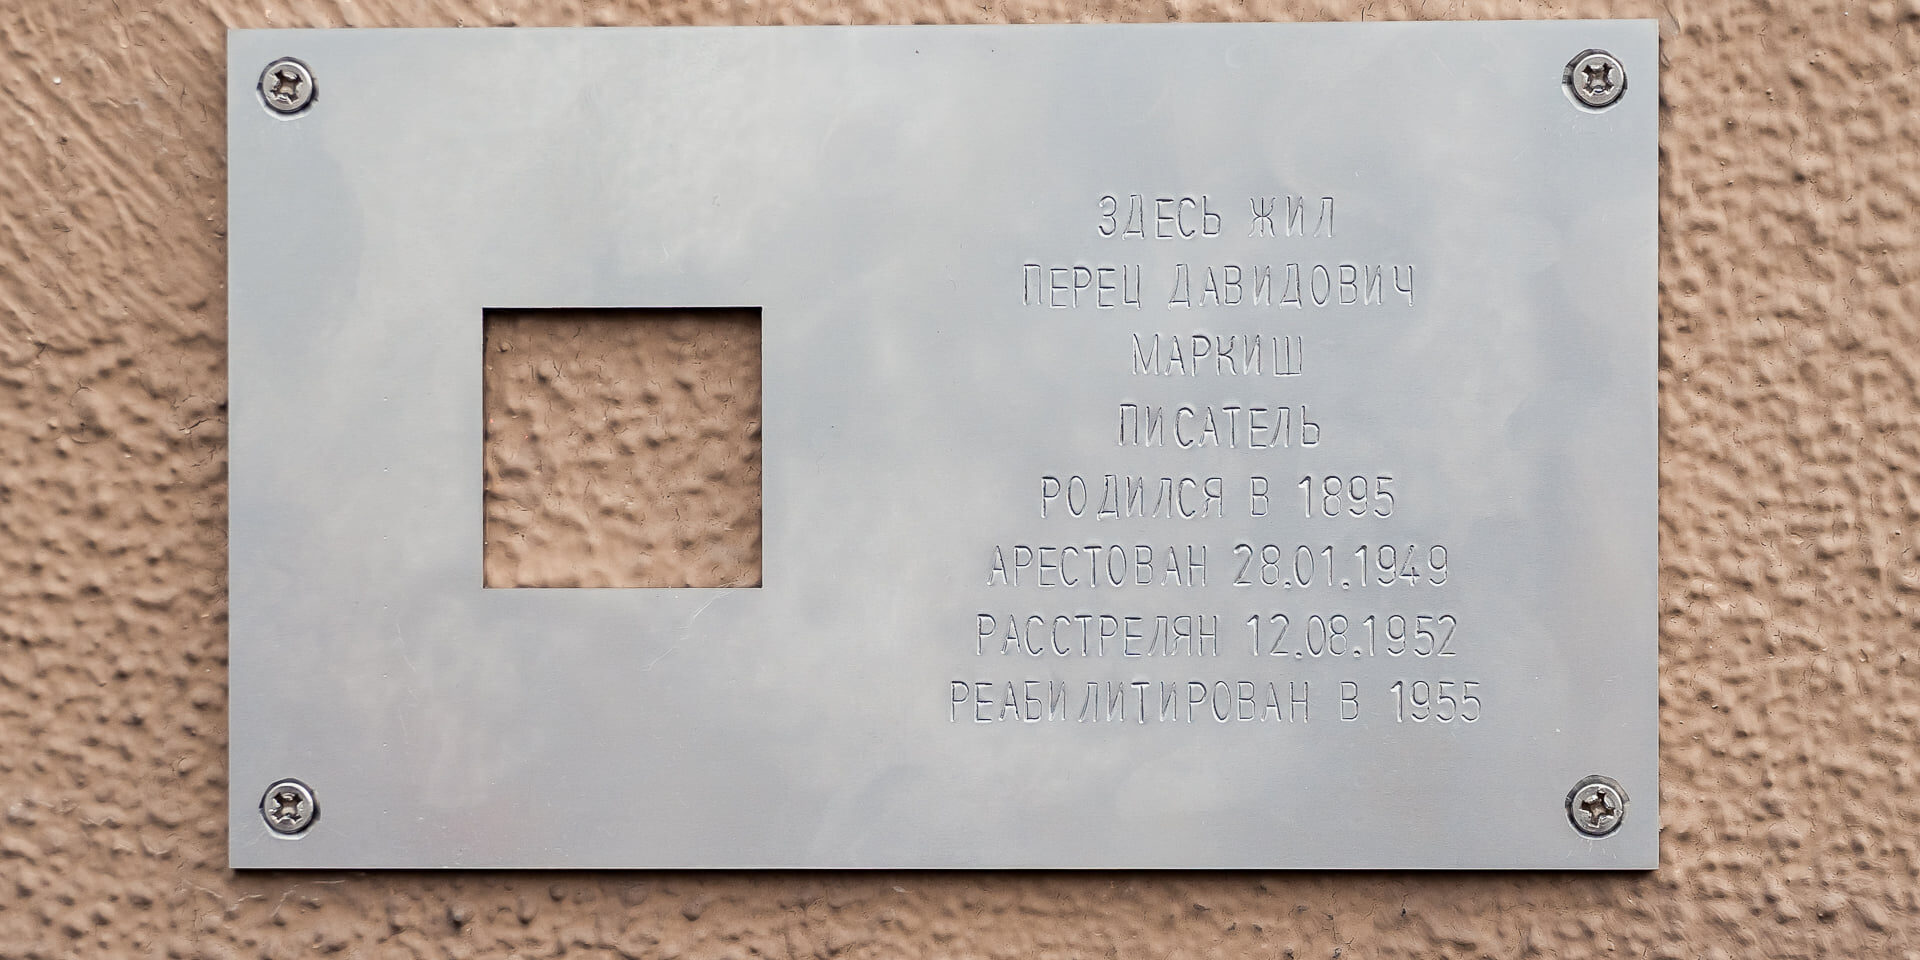 ЗДЕСЬ ЖИЛ
ПЕРЕЦ ДАВИДОВИЧ
МАРКИШ
ПИСАТЕЛЬ
РОДИЛСЯ В 1895
АРЕСТОВАН 28.01.1949
РАССТРЕЛЯН 12.08.1952
РЕАБИЛИТИРОВАН В 1955